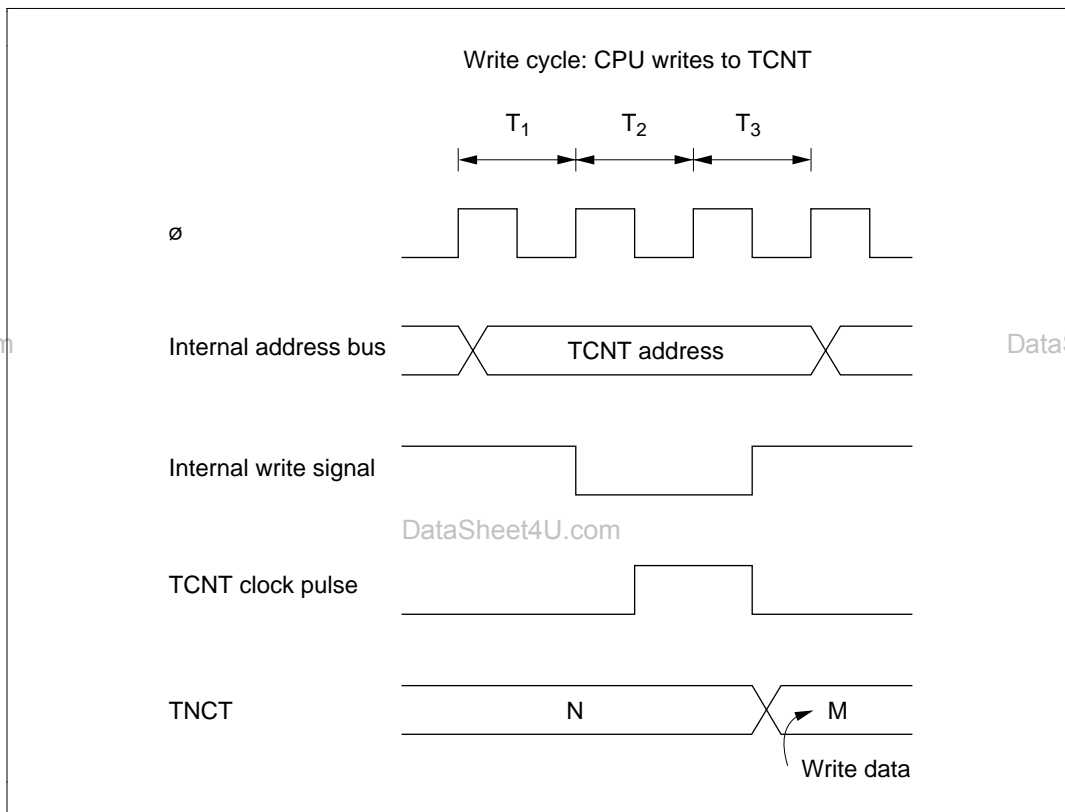 Write cycle: CPU writes to TCNT
T1 T2 T3
ø
Internal address bus
TCNT address
Internal write signal
DataSheet4U.com
TCNT clock pulse
TNCT
N
M
Write data
m
DataS